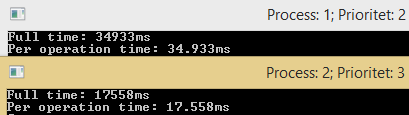 Process: 1; Prioritet: 2
Full time: 34933ms
Per operation time: 34.933ms
Process: 2; Prioritet: 3
Full time: 17558ms
Per operation time: 17.558ms